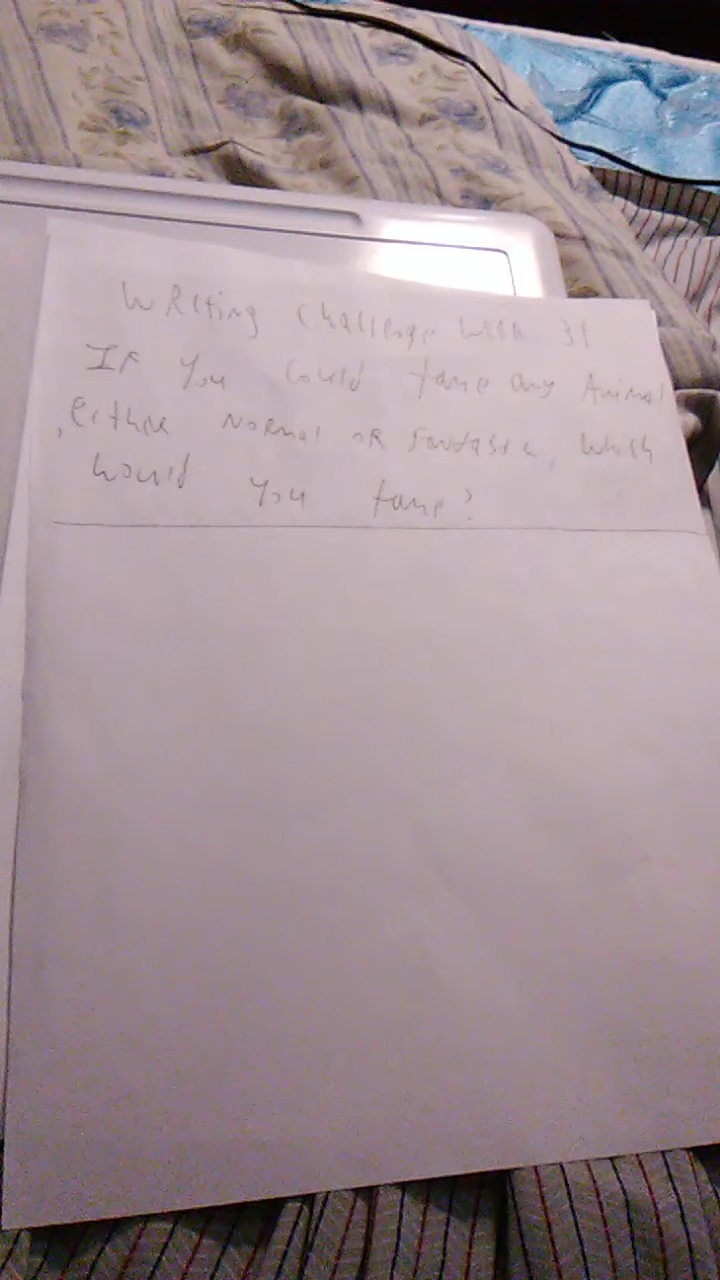 Writing Challenge Week 31
If You Could tame any Animal
, Either Normal or Fantastic, Which
Would You tame?